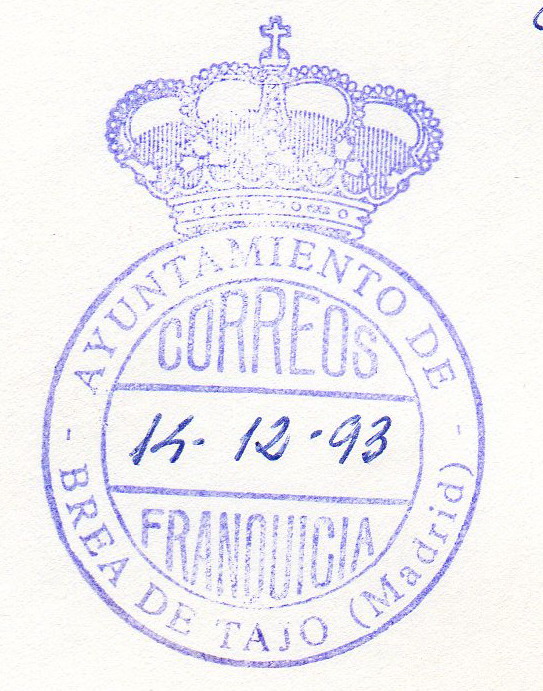 AYUNTAMIENTO DE
CORREOS
14-12-93
FRANQUICIA
- BREA DE TAJO (Madrid) -